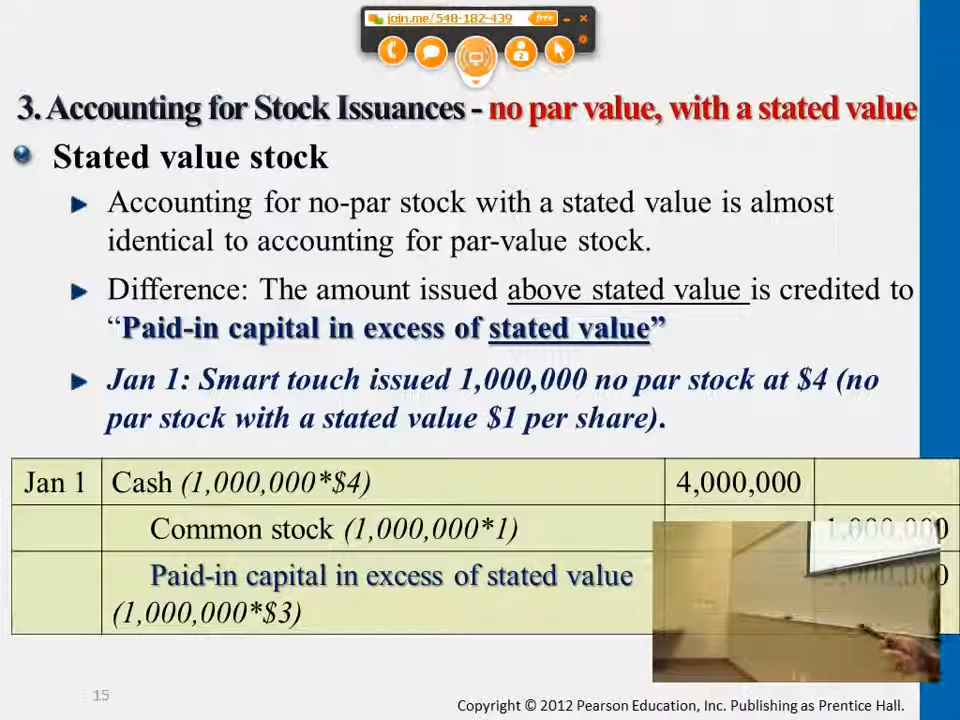 join.me/548-182-439 free
3. Accounting for Stock Issuances - no par value, with a stated value
Stated value stock
Accounting for no-par stock with a stated value is almost
identical to accounting for par-value stock.
Difference: The amount issued above stated value is credited to
“Paid-in capital in excess of stated value”
Jan 1: Smart touch issued 1,000,000 no par stock at $4 (no
par stock with a stated value $1 per share).
Jan 1 Cash (1,000,000*$4) 4,000,000
Common stock (1,000,000*1) 1,000,000
Paid-in capital in excess of stated value 3,000,000
(1,000,000*$3)
15
Copyright © 2012 Pearson Education, Inc. Publishing as Prentice Hall.